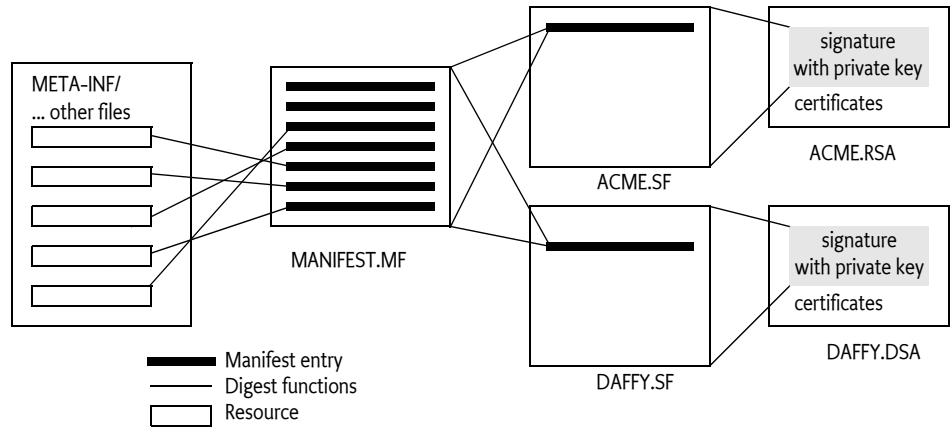 META-INF/
... other files
MANIFEST.MF
ACME.SF
signature
with private key
certificates
ACME.RSA
DAFFY.SF
signature
with private key
certificates
DAFFY.DSA
Manifest entry
Digest functions
Resource